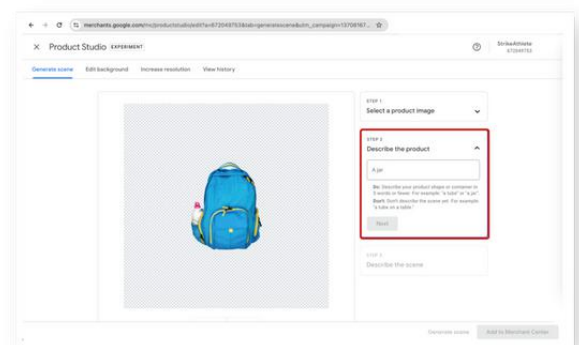 merchants.google.com/mc/productstudio/edit?
Product Studio EXPERIMENT
StrikeAthlete
Generate scene
Edit background
Increase resolution
View history
STEP 1
Select a product image
STEP 2
Describe the product
A jar
Do: Describe your product shape or container in
5 words or fewer. For example: "a tube" or "a jar."
Don't: Don't describe the scene yet. For example:
"a tube on a table."
Next
STEP 3
Describe the scene
Generate scene
Add to Merchant Center